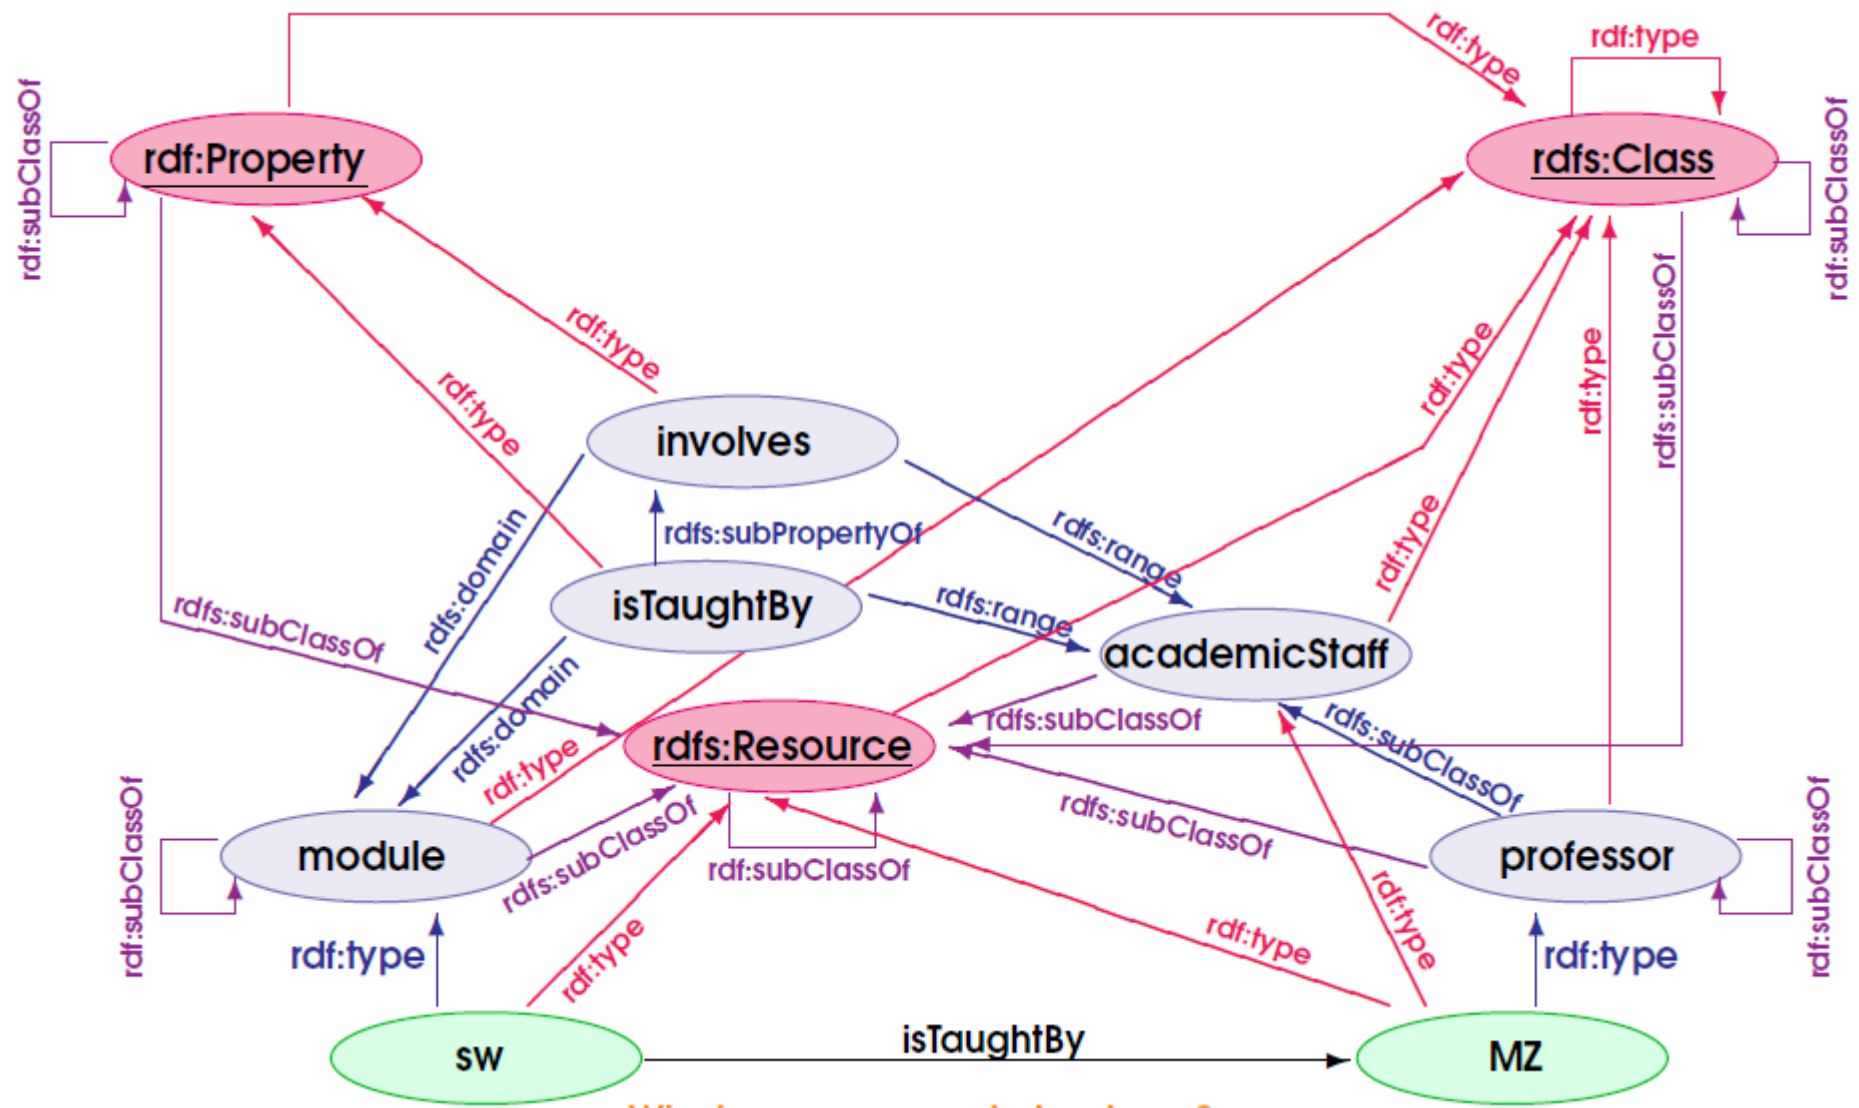 rdf:type
rdf:type
rdf:subClassOf
rdf:Property
rdfs:Class
rdf:subClassOf
rdf:type
rdf:type
rdf:type
rdf:type
rdfs:subClassOf
involves
rdfs:subPropertyOf
rdfs:range
rdf:type
rdfs:domain
isTaughtBy
rdfs:range
rdfs:subClassOf
academicStaff
rdfs:domain
rdfs:subClassOf
rdfs:subClassOf
rdfs:Resource
rdf:type
rdfs:subClassOf
rdf:subClassOf
module
rdfs:subClassOf
rdf:subClassOf
professor
rdf:subClassOf
rdf:type
rdf:type
rdf:type
rdf:type
rdf:type
isTaughtBy
sw
MZ